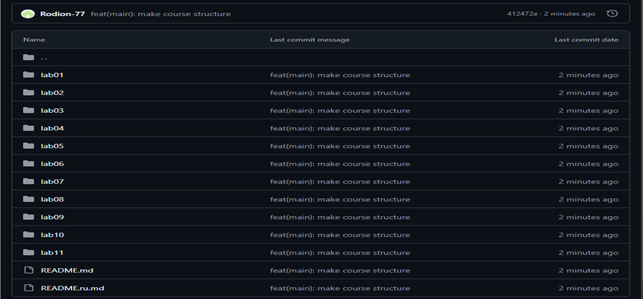 Rodion-77 feat(main): make course structure 412472e · 2 minutes ago
Name Last commit message Last commit date
..
lab01 feat(main): make course structure 2 minutes ago
lab02 feat(main): make course structure 2 minutes ago
lab03 feat(main): make course structure 2 minutes ago
lab04 feat(main): make course structure 2 minutes ago
lab05 feat(main): make course structure 2 minutes ago
lab06 feat(main): make course structure 2 minutes ago
lab07 feat(main): make course structure 2 minutes ago
lab08 feat(main): make course structure 2 minutes ago
lab09 feat(main): make course structure 2 minutes ago
lab10 feat(main): make course structure 2 minutes ago
lab11 feat(main): make course structure 2 minutes ago
README.md feat(main): make course structure 2 minutes ago
README.ru.md feat(main): make course structure 2 minutes ago